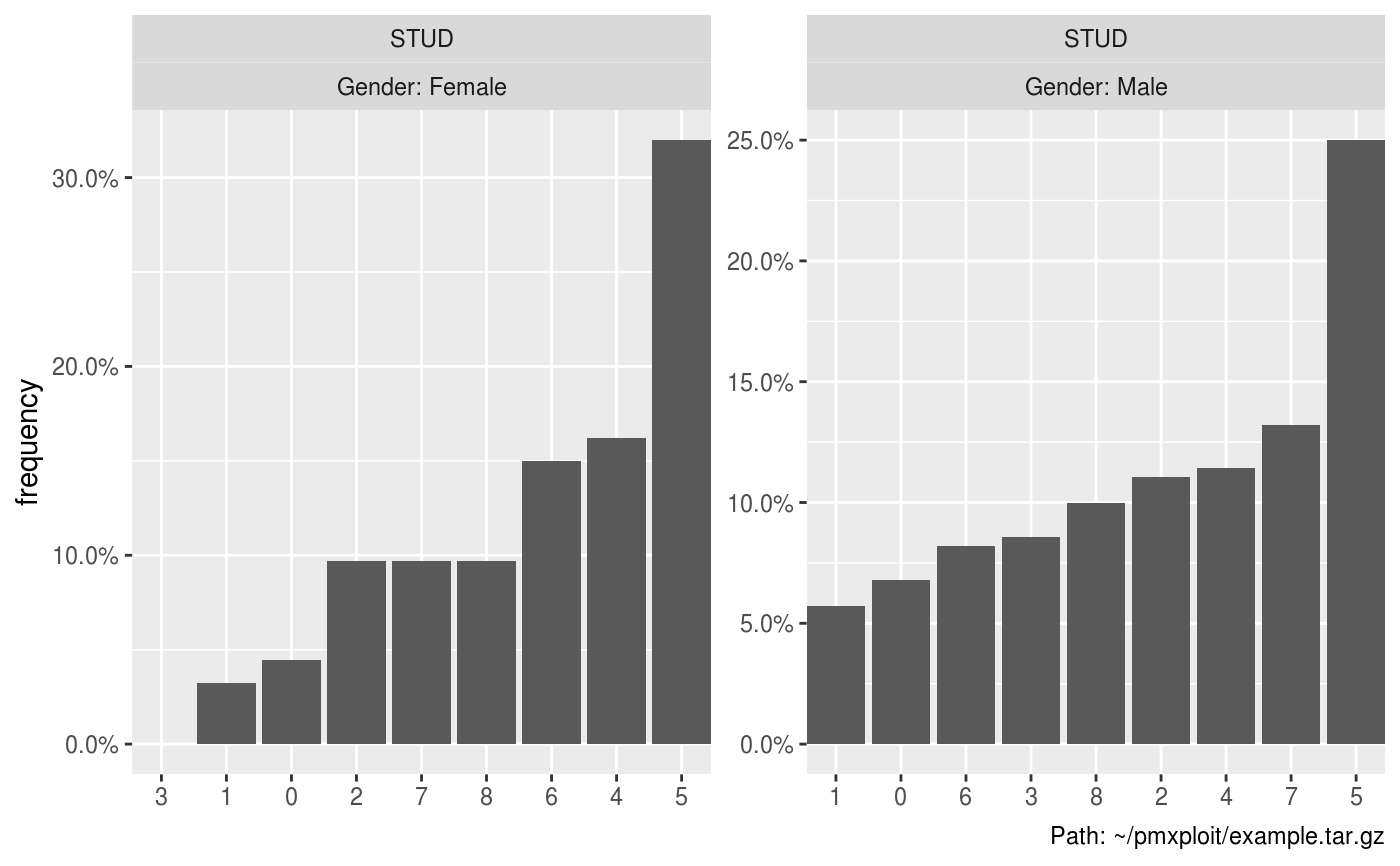 STUD
Gender: Female
STUD
Gender: Male
frequency
30.0%
20.0%
10.0%
0.0%
3 1 0 2 7 8 6 4 5
25.0%
20.0%
15.0%
10.0%
5.0%
0.0%
1 0 6 3 8 2 4 7 5
Path: ~/pmxploit/example.tar.gz